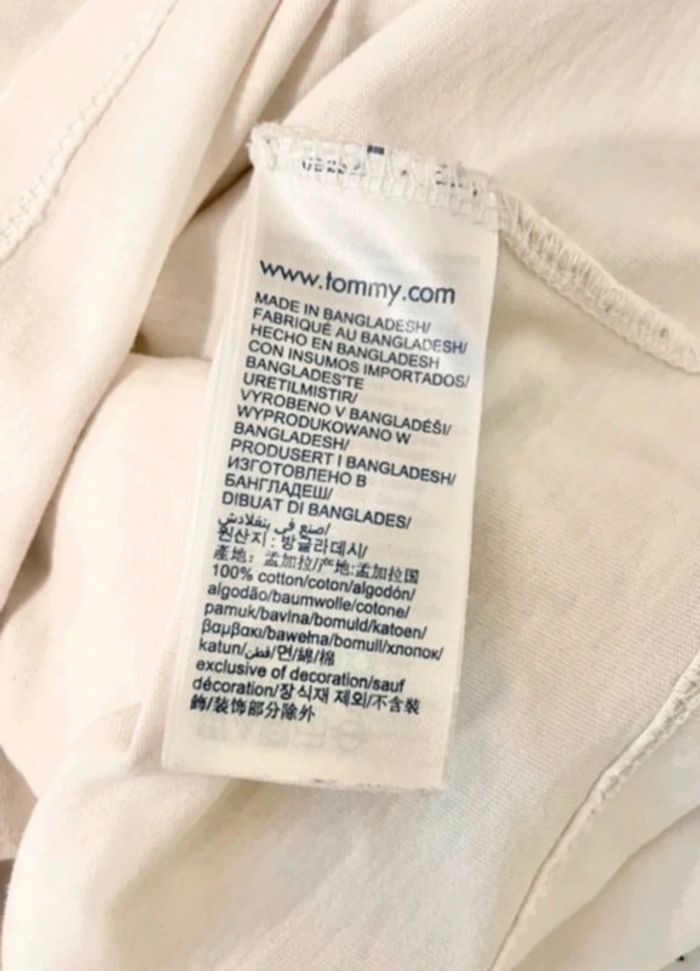 www.tommy.com
MADE IN BANGLADESH/
FABRIQUÉ AU BANGLADESH/
HECHO EN BANGLADESH
CON INSUMOS IMPORTADOS/
BANGLADEŞ'TE
URETILMISTIR/
VYROBENO V BANGLADÉŠI/
WYPRODUKOWANO W
BANGLADESH/
PRODUSERT I BANGLADESH/
ИЗГОТОВЛЕНО В
БАНГЛАДЕШ/
DIBUAT DI BANGLADES/
صنع في بنغلادش/
원산지 : 방글라데시/
產地: 孟加拉/产地:孟加拉国
100% cotton/coton/algodón/
algodão/baumwolle/cotone/
pamuk/bavlna/bomuld/katoen/
βαμβακι/bawełna/bomull/хлопок/
katun/قطن/면/綿/棉
exclusive of decoration/sauf
décoration/장식재 제외/不含裝
飾/装饰部分除外